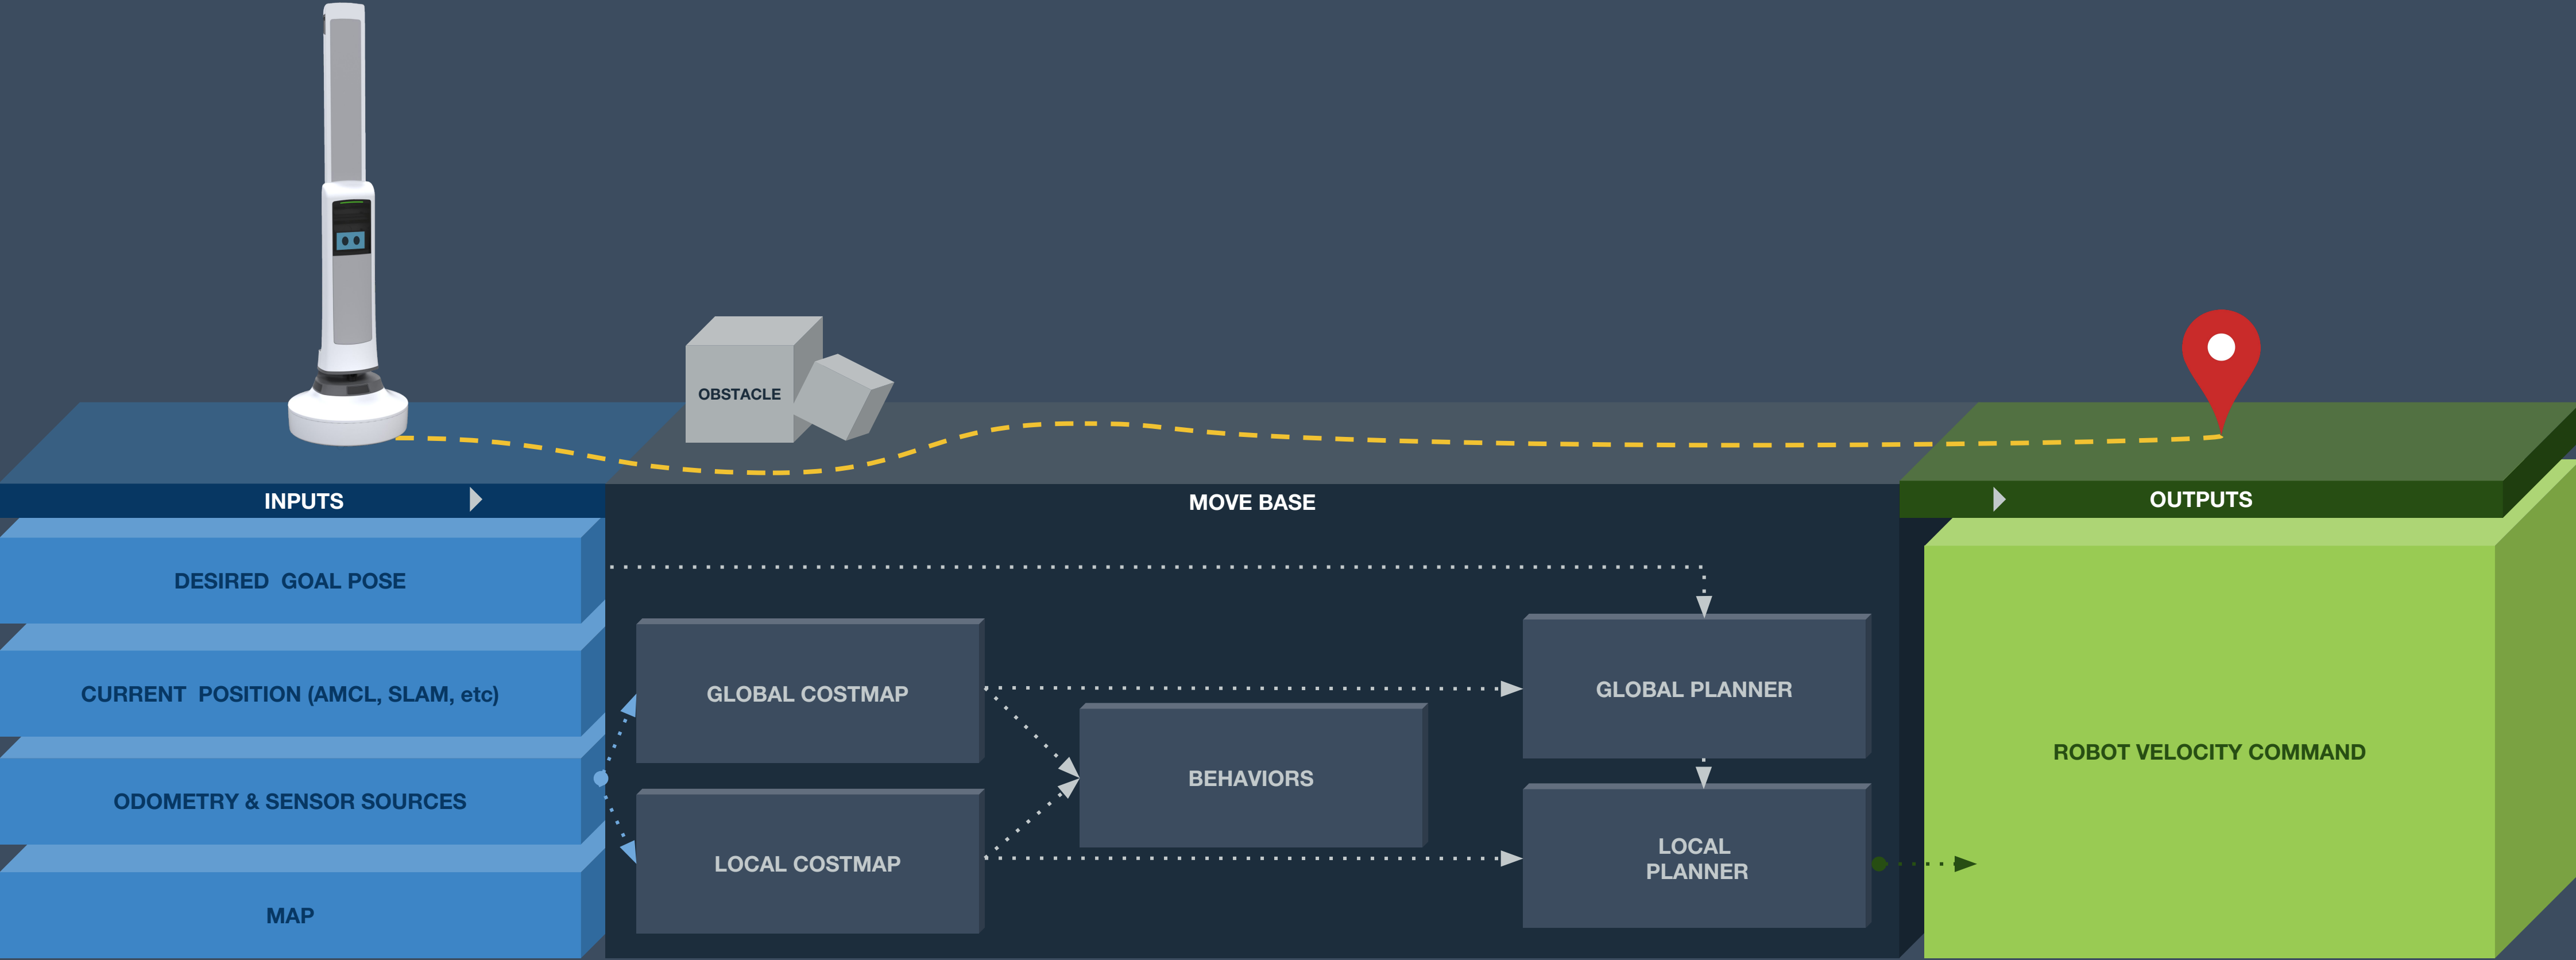 OBSTACLE
INPUTS
MOVE BASE
OUTPUTS
DESIRED GOAL POSE
CURRENT POSITION (AMCL, SLAM, etc)
ODOMETRY & SENSOR SOURCES
MAP
GLOBAL COSTMAP
LOCAL COSTMAP
BEHAVIORS
GLOBAL PLANNER
LOCAL
PLANNER
ROBOT VELOCITY COMMAND